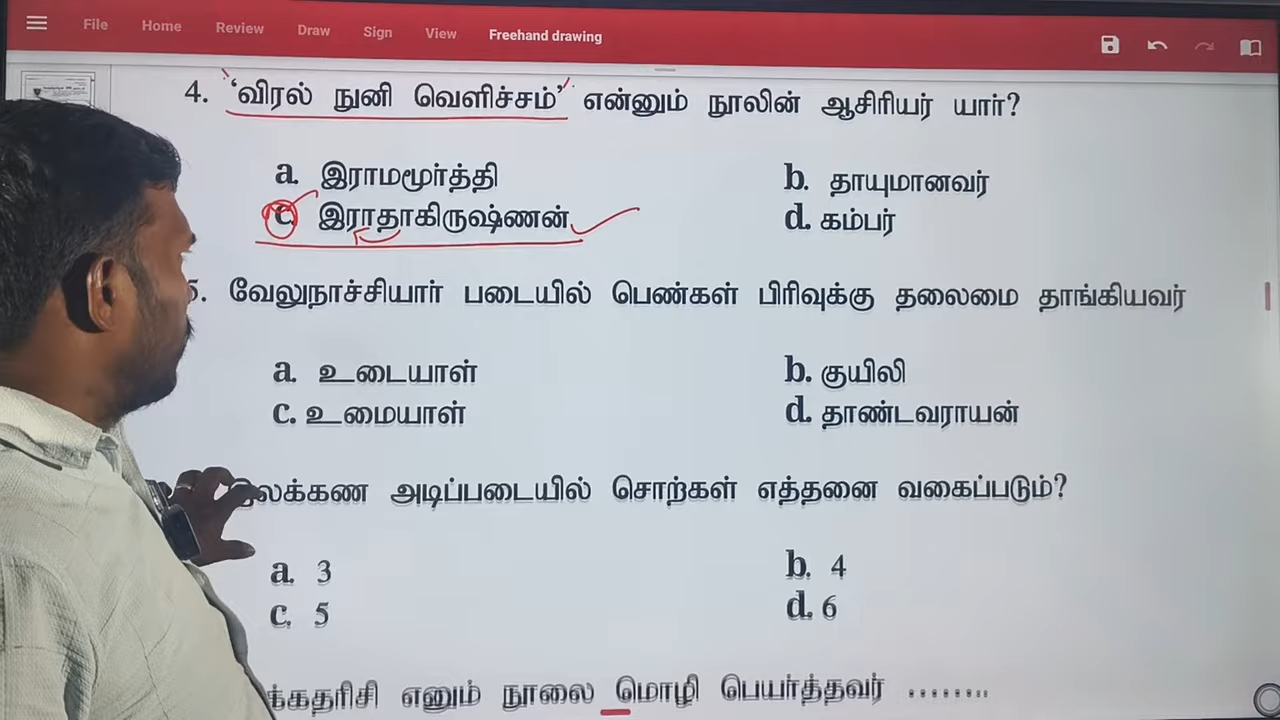 File Home Review Draw Sign View Freehand drawing
4. ‘விரல் நுனி வெளிச்சம்’ என்னும் நூலின் ஆசிரியர் யார்?
a. இராமமூர்த்தி b. தாயுமானவர்
c. இராதாகிருஷ்ணன் d. கம்பர்
5. வேலுநாச்சியார் படையில் பெண்கள் பிரிவுக்கு தலைமை தாங்கியவர்
a. உடையாள் b. குயிலி
c. உமையாள் d. தாண்டவராயன்
இலக்கண அடிப்படையில் சொற்கள் எத்தனை வகைப்படும்?
a. 3 b. 4
c. 5 d. 6
எனும் நூலை மொழி பெயர்த்தவர் ........